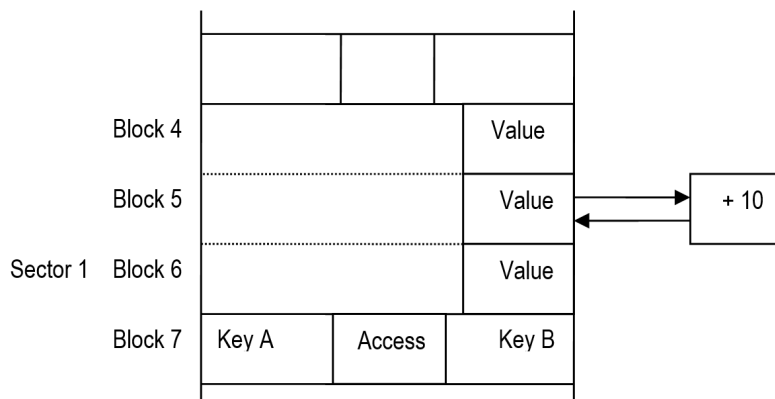 Block 4 Value
Block 5 Value + 10
Sector 1 Block 6 Value
Block 7 Key A Access Key B